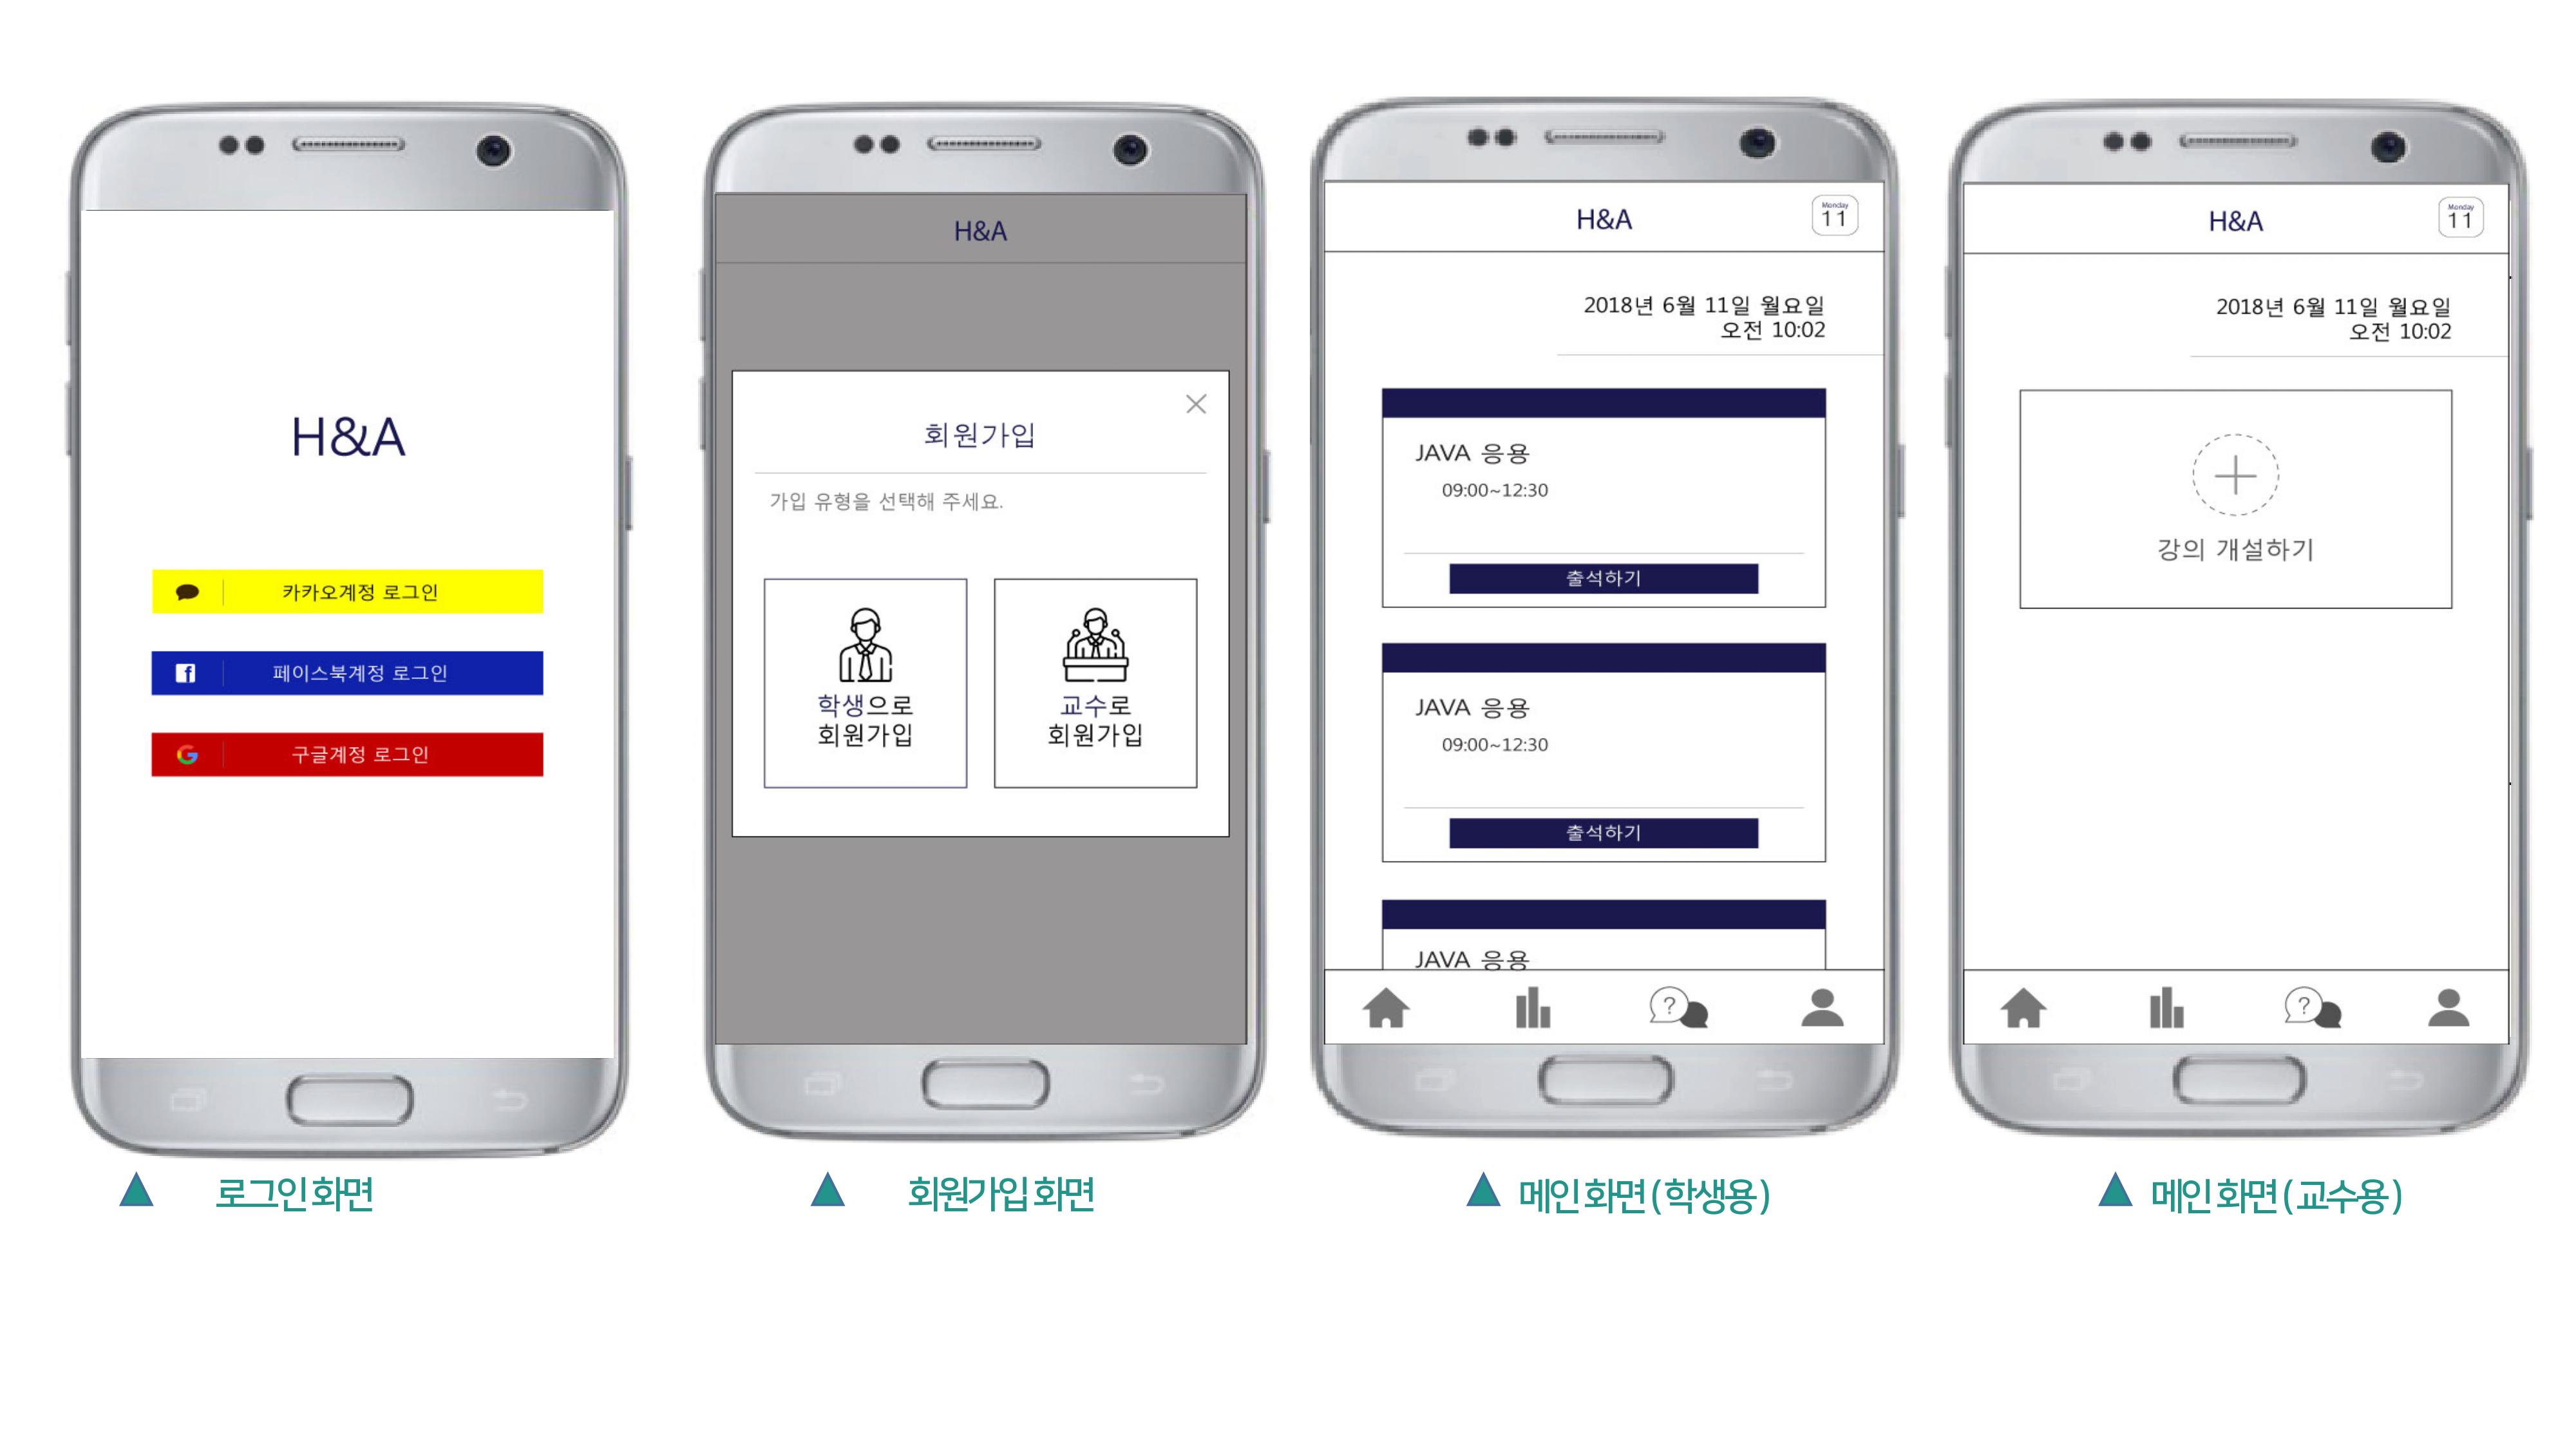 H&A
카카오계정 로그인
페이스북계정 로그인
구글계정 로그인
▲ 로그인 화면
H&A
회원가입
가입 유형을 선택해 주세요.
학생으로
회원가입
교수로
회원가입
▲ 회원가입 화면
H&A
Monday
11
2018년 6월 11일 월요일
오전 10:02
JAVA 응용
09:00~12:30
출석하기
JAVA 응용
09:00~12:30
출석하기
JAVA 응용
?
▲ 메인 화면 ( 학생용 )
H&A
Monday
11
2018년 6월 11일 월요일
오전 10:02
강의 개설하기
?
▲ 메인 화면 ( 교수용 )